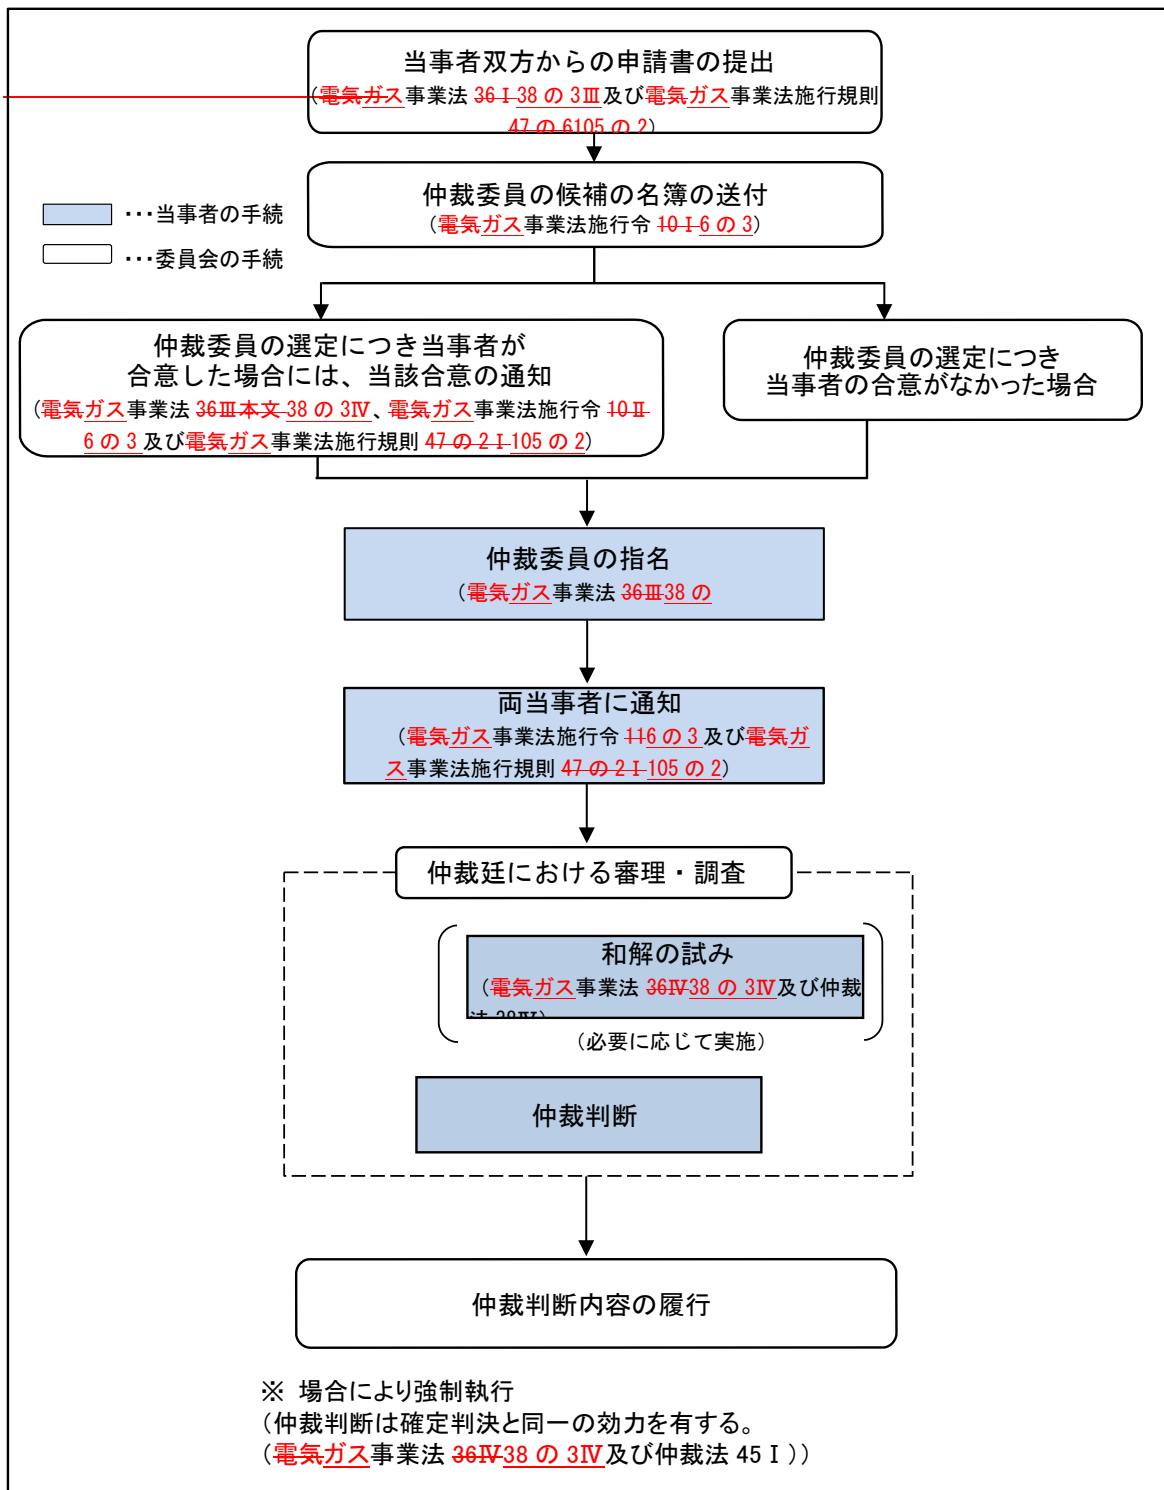 当事者双方からの申請書の提出
（電気ガス事業法 36Ⅰ38 の 3Ⅲ及び電気ガス事業法施行規則
47 の 6105 の 2）
仲裁委員の候補の名簿の送付
（電気ガス事業法施行令 10Ⅰ6 の 3）
・・・当事者の手続
・・・委員会の手続
仲裁委員の選定につき当事者が
合意した場合には、当該合意の通知
（電気ガス事業法 36Ⅲ本文 38 の 3Ⅳ、電気ガス事業法施行令 10Ⅱ
6 の 3 及び電気ガス事業法施行規則 47 の 2Ⅰ105 の 2）
仲裁委員の選定につき
当事者の合意がなかった場合
仲裁委員の指名
（電気ガス事業法 36Ⅲ38 の
両当事者に通知
（電気ガス事業法施行令 116 の 3 及び電気ガ
ス事業法施行規則 47 の 2Ⅰ105 の 2）
仲裁廷における審理・調査
和解の試み
（電気ガス事業法 36Ⅳ38 の 3Ⅳ及び仲裁
法 38Ⅳ）
（必要に応じて実施）
仲裁判断
仲裁判断内容の履行
※ 場合により強制執行
（仲裁判断は確定判決と同一の効力を有する。
（電気ガス事業法 36Ⅳ38 の 3Ⅳ及び仲裁法 45Ⅰ））